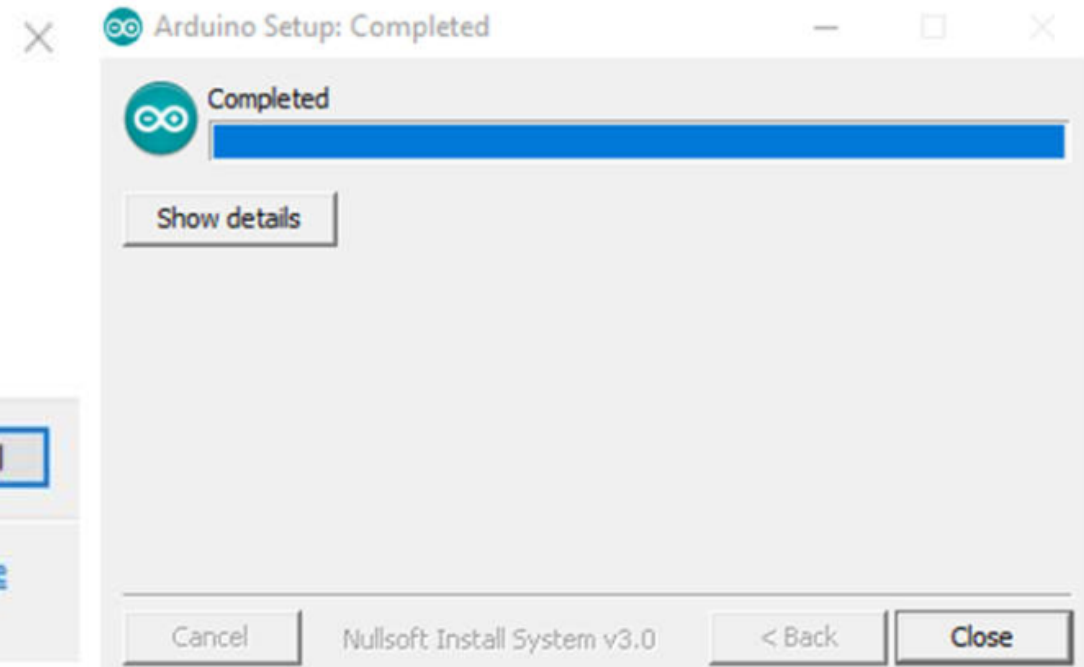 Arduino Setup: Completed
Completed
Show details
Cancel
Nullsoft Install System v3.0
< Back
Close